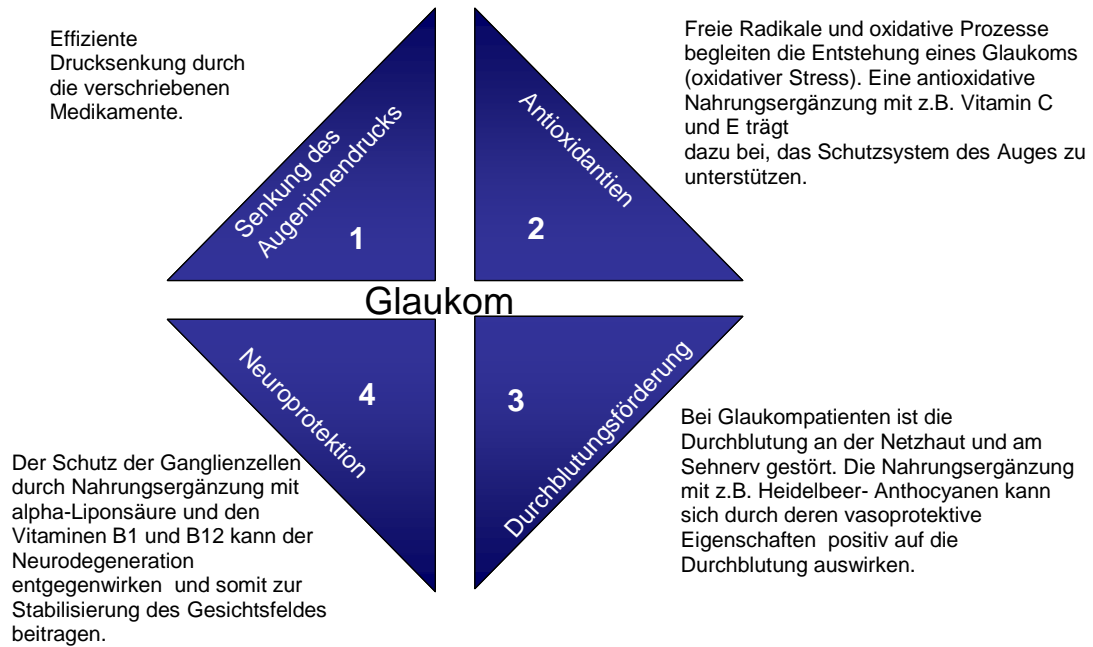 Effiziente
Drucksenkung durch
die verschriebenen
Medikamente.
Senkung des
Augeninnendrucks
1
Freie Radikale und oxidative Prozesse
begleiten die Entstehung eines Glaukoms
(oxidativer Stress). Eine antioxidative
Nahrungsergänzung mit z.B. Vitamin C
und E trägt
dazu bei, das Schutzsystem des Auges zu
unterstützen.
Antioxidantien
2
Glaukom
Neuroprotektion
4
Der Schutz der Ganglienzellen
durch Nahrungsergänzung mit
alpha-Liponsäure und den
Vitaminen B1 und B12 kann der
Neurodegeneration
entgegenwirken  und somit zur
Stabilisierung des Gesichtsfeldes
beitragen.
3
Durchblutungsförderung
Bei Glaukompatienten ist die
Durchblutung an der Netzhaut und am
Sehnerv gestört. Die Nahrungsergänzung
mit z.B. Heidelbeer- Anthocyanen kann
sich durch deren vasoprotektive
Eigenschaften  positiv auf die
Durchblutung auswirken.